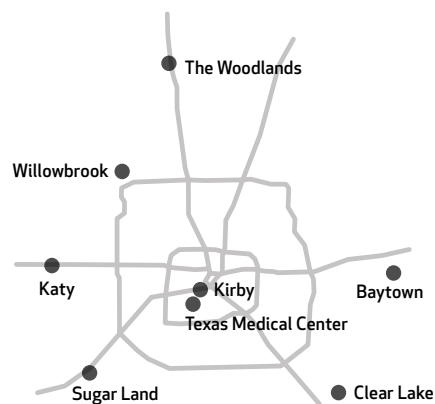 The Woodlands
Willowbrook
Katy
Kirby
Baytown
Texas Medical Center
Sugar Land
Clear Lake